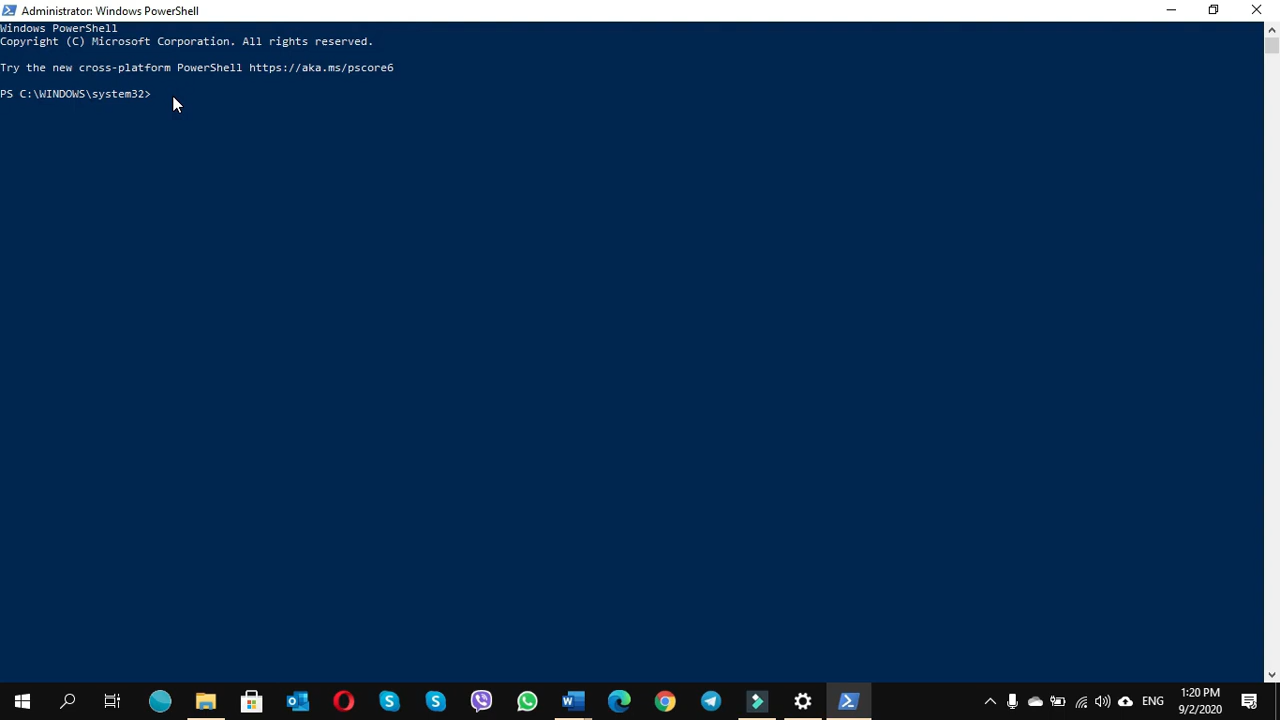 Administrator: Windows PowerShell
Windows PowerShell
Copyright (C) Microsoft Corporation. All rights reserved.
Try the new cross-platform PowerShell https://aka.ms/pscore6
PS C:\WINDOWS\system32>
ENG
1:20 PM
9/2/2020